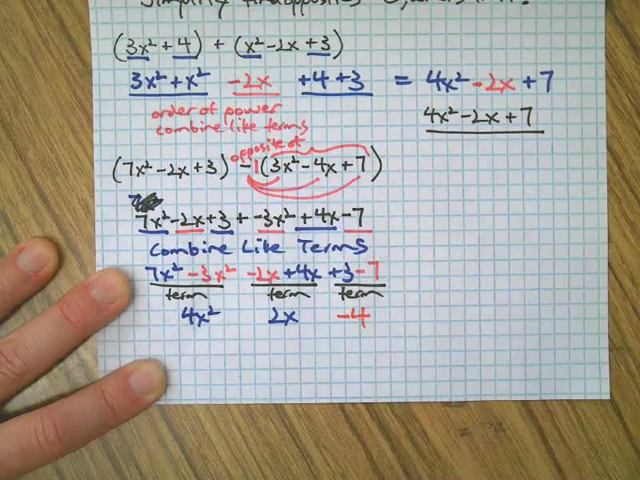 (3x² + 4) + (x² - 2x + 3)
3x² + x² -2x +4 +3 = 4x² -2x +7
order of power
combine like terms
4x² - 2x + 7
opposite of
(7x² - 2x + 3) - 1(3x² - 4x + 7)
7x² - 2x + 3 + -3x² + 4x - 7
Combine Like Terms
7x² - 3x² -2x + 4x +3 - 7
term term term
4x² 2x -4